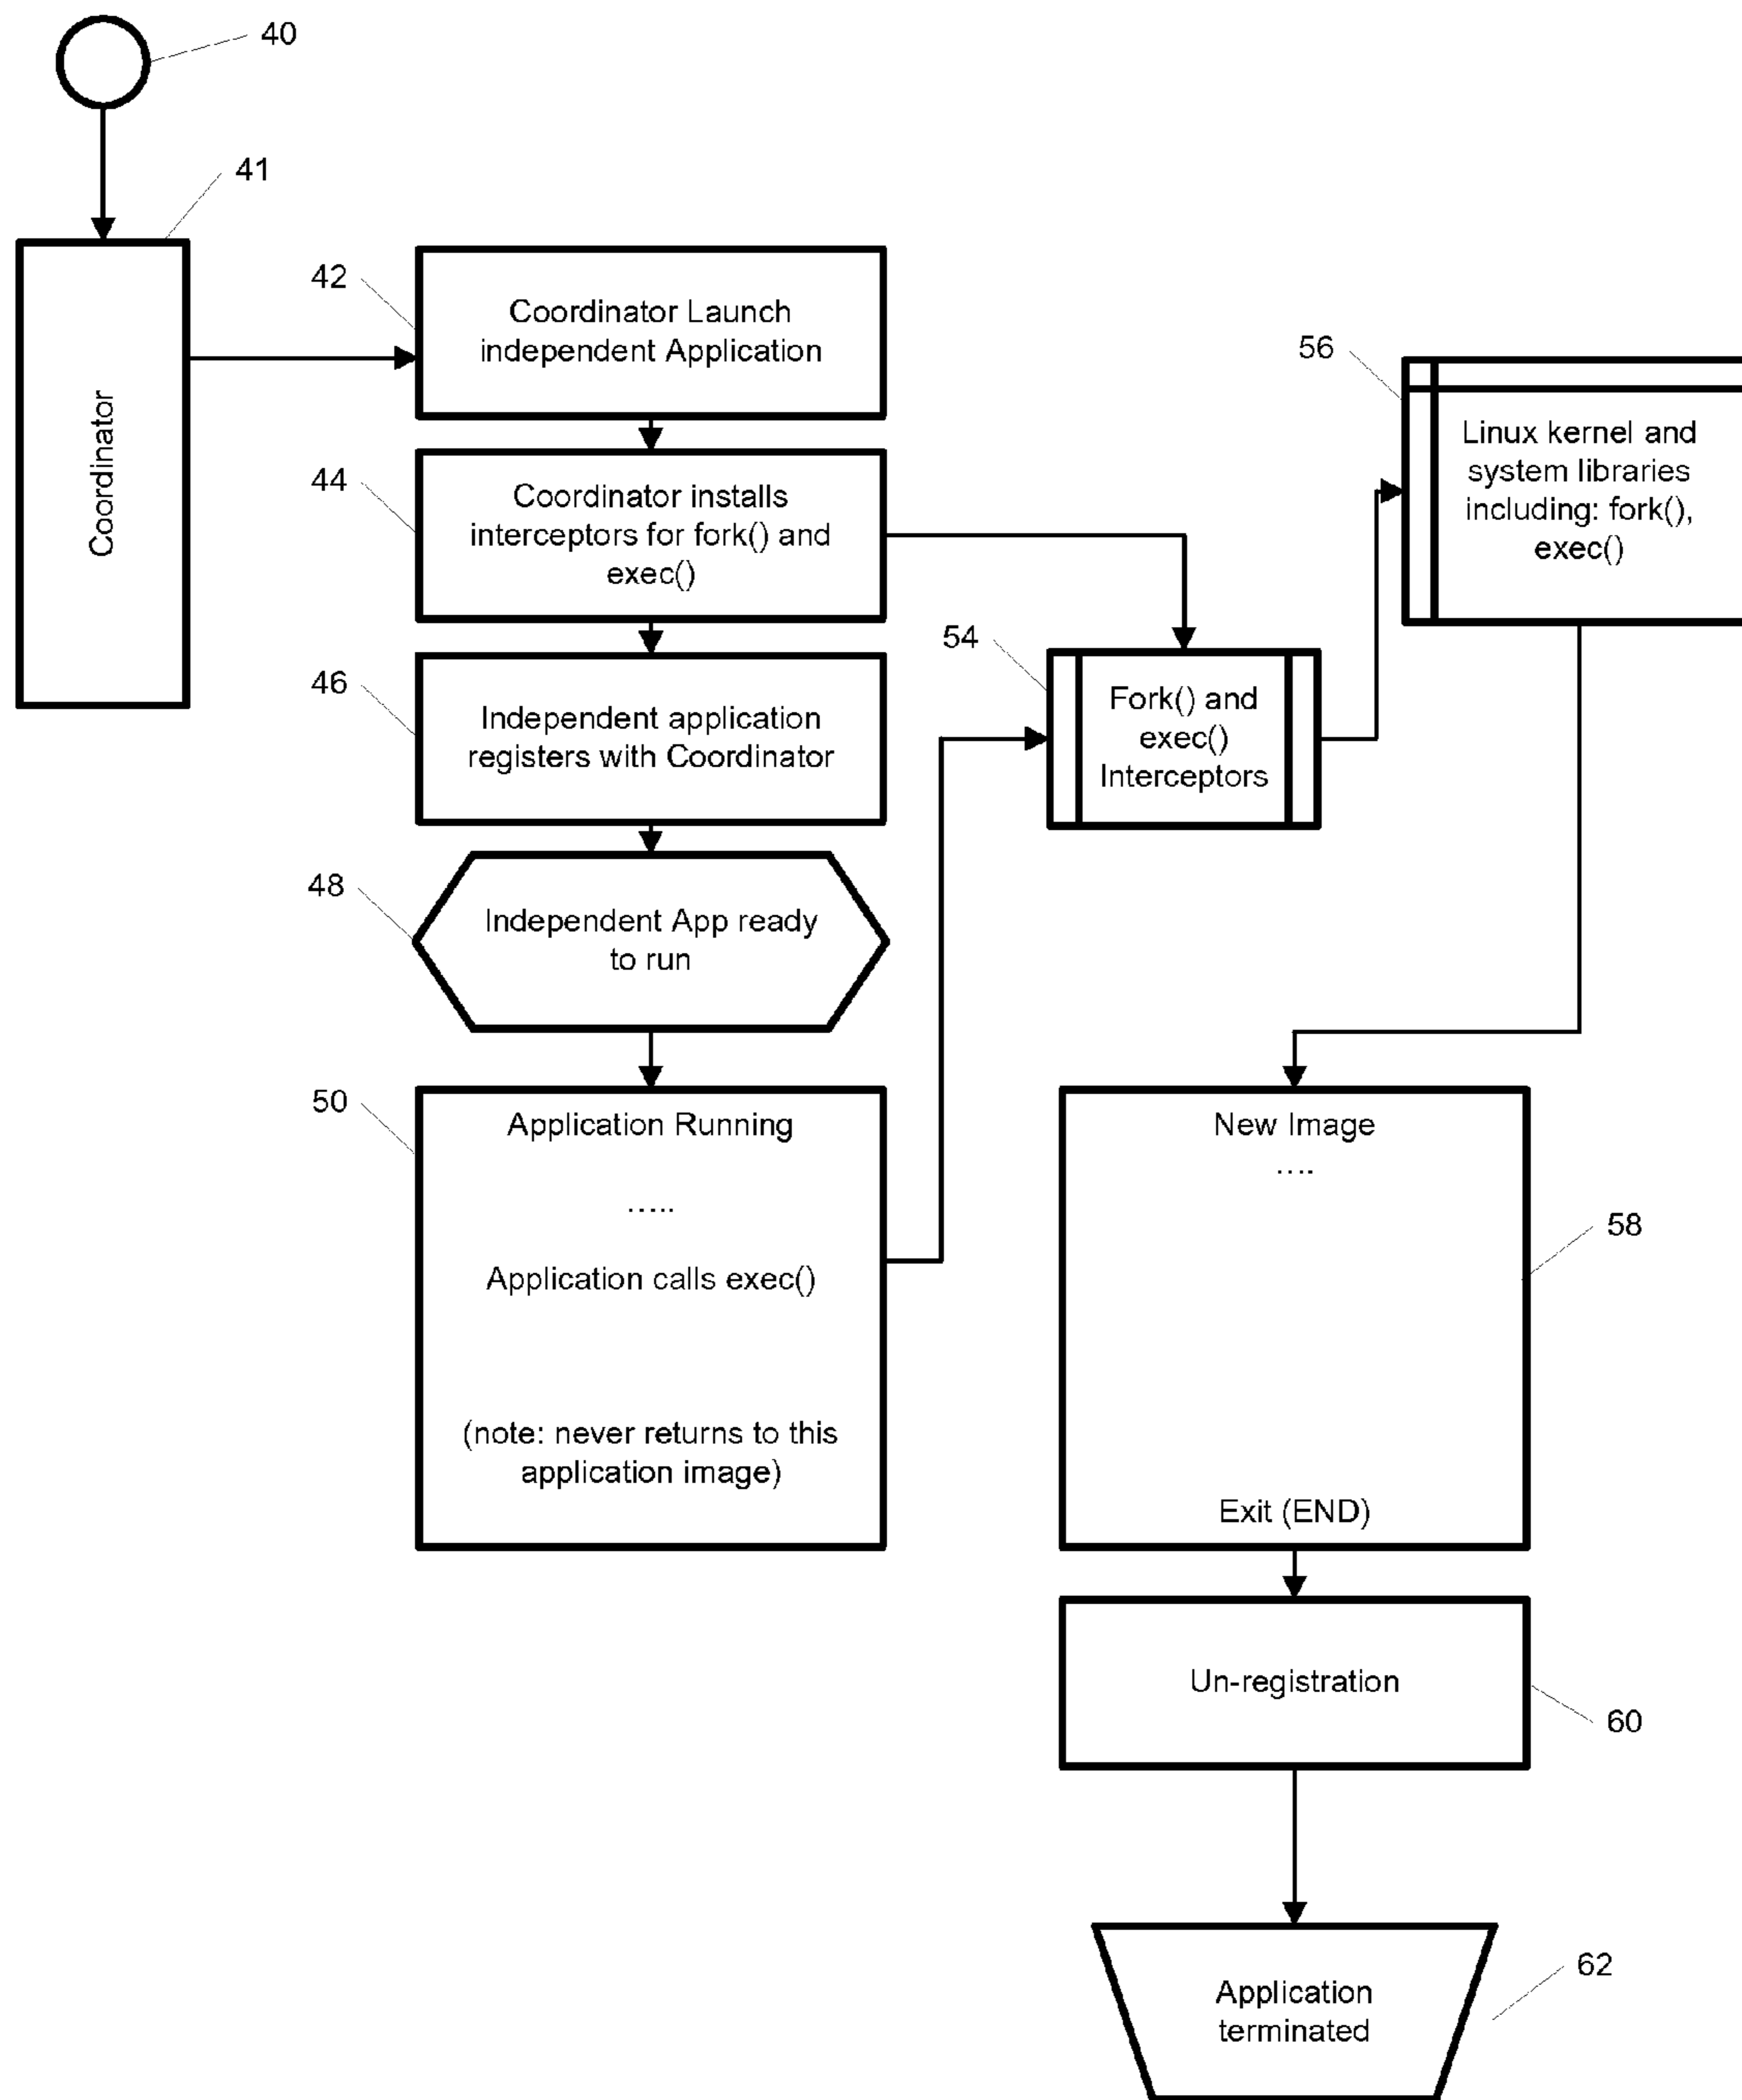 40
41
Coordinator
42
Coordinator Launch
independent Application
44
Coordinator installs
interceptors for fork() and
exec()
46
Independent application
registers with Coordinator
48
Independent App ready
to run
50
Application Running
.....
Application calls exec()
(note: never returns to this
application image)
54
Fork() and
exec()
Interceptors
56
Linux kernel and
system libraries
including: fork(),
exec()
New Image
....
Exit (END)
58
Un-registration
60
Application
terminated
62